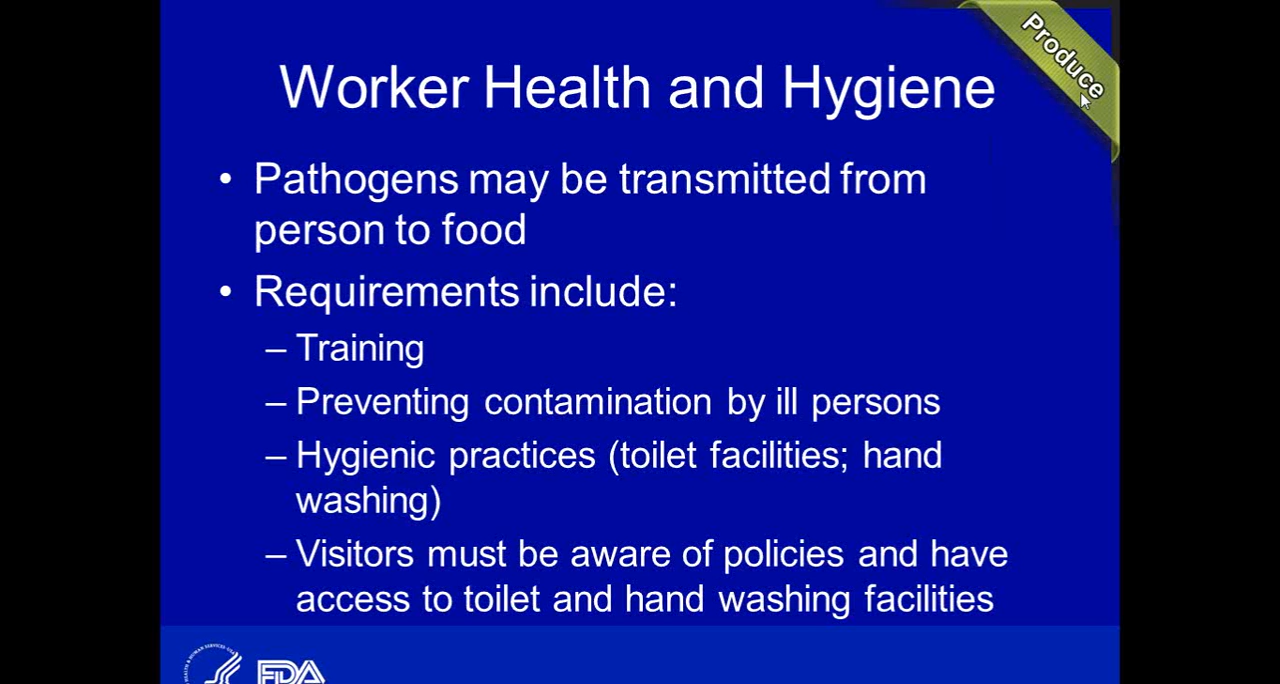 Produce
Worker Health and Hygiene
• Pathogens may be transmitted from
person to food
• Requirements include:
– Training
– Preventing contamination by ill persons
– Hygienic practices (toilet facilities; hand
washing)
– Visitors must be aware of policies and have
access to toilet and hand washing facilities
FDA